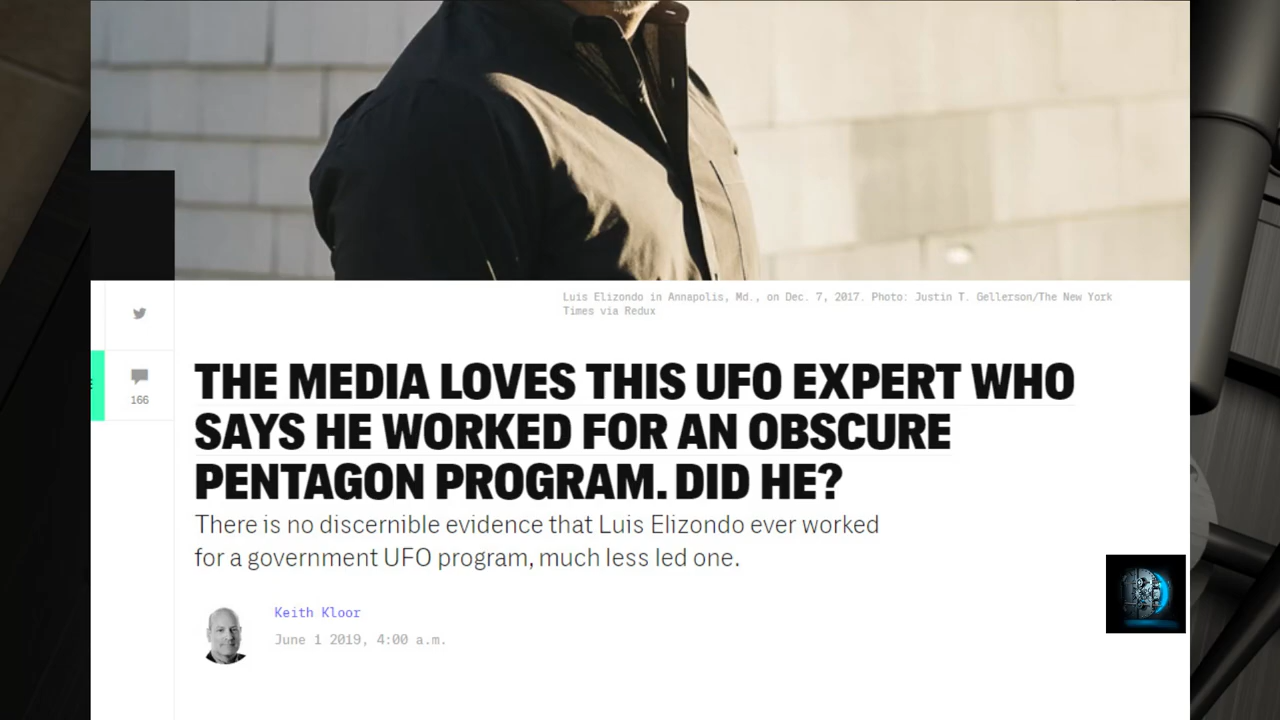 Luis Elizondo in Annapolis, Md., on Dec. 7, 2017. Photo: Justin T. Gellerson/The New York
Times via Redux
166
THE MEDIA LOVES THIS UFO EXPERT WHO
SAYS HE WORKED FOR AN OBSCURE
PENTAGON PROGRAM. DID HE?
There is no discernible evidence that Luis Elizondo ever worked
for a government UFO program, much less led one.
Keith Kloor
June 1 2019, 4:00 a.m.